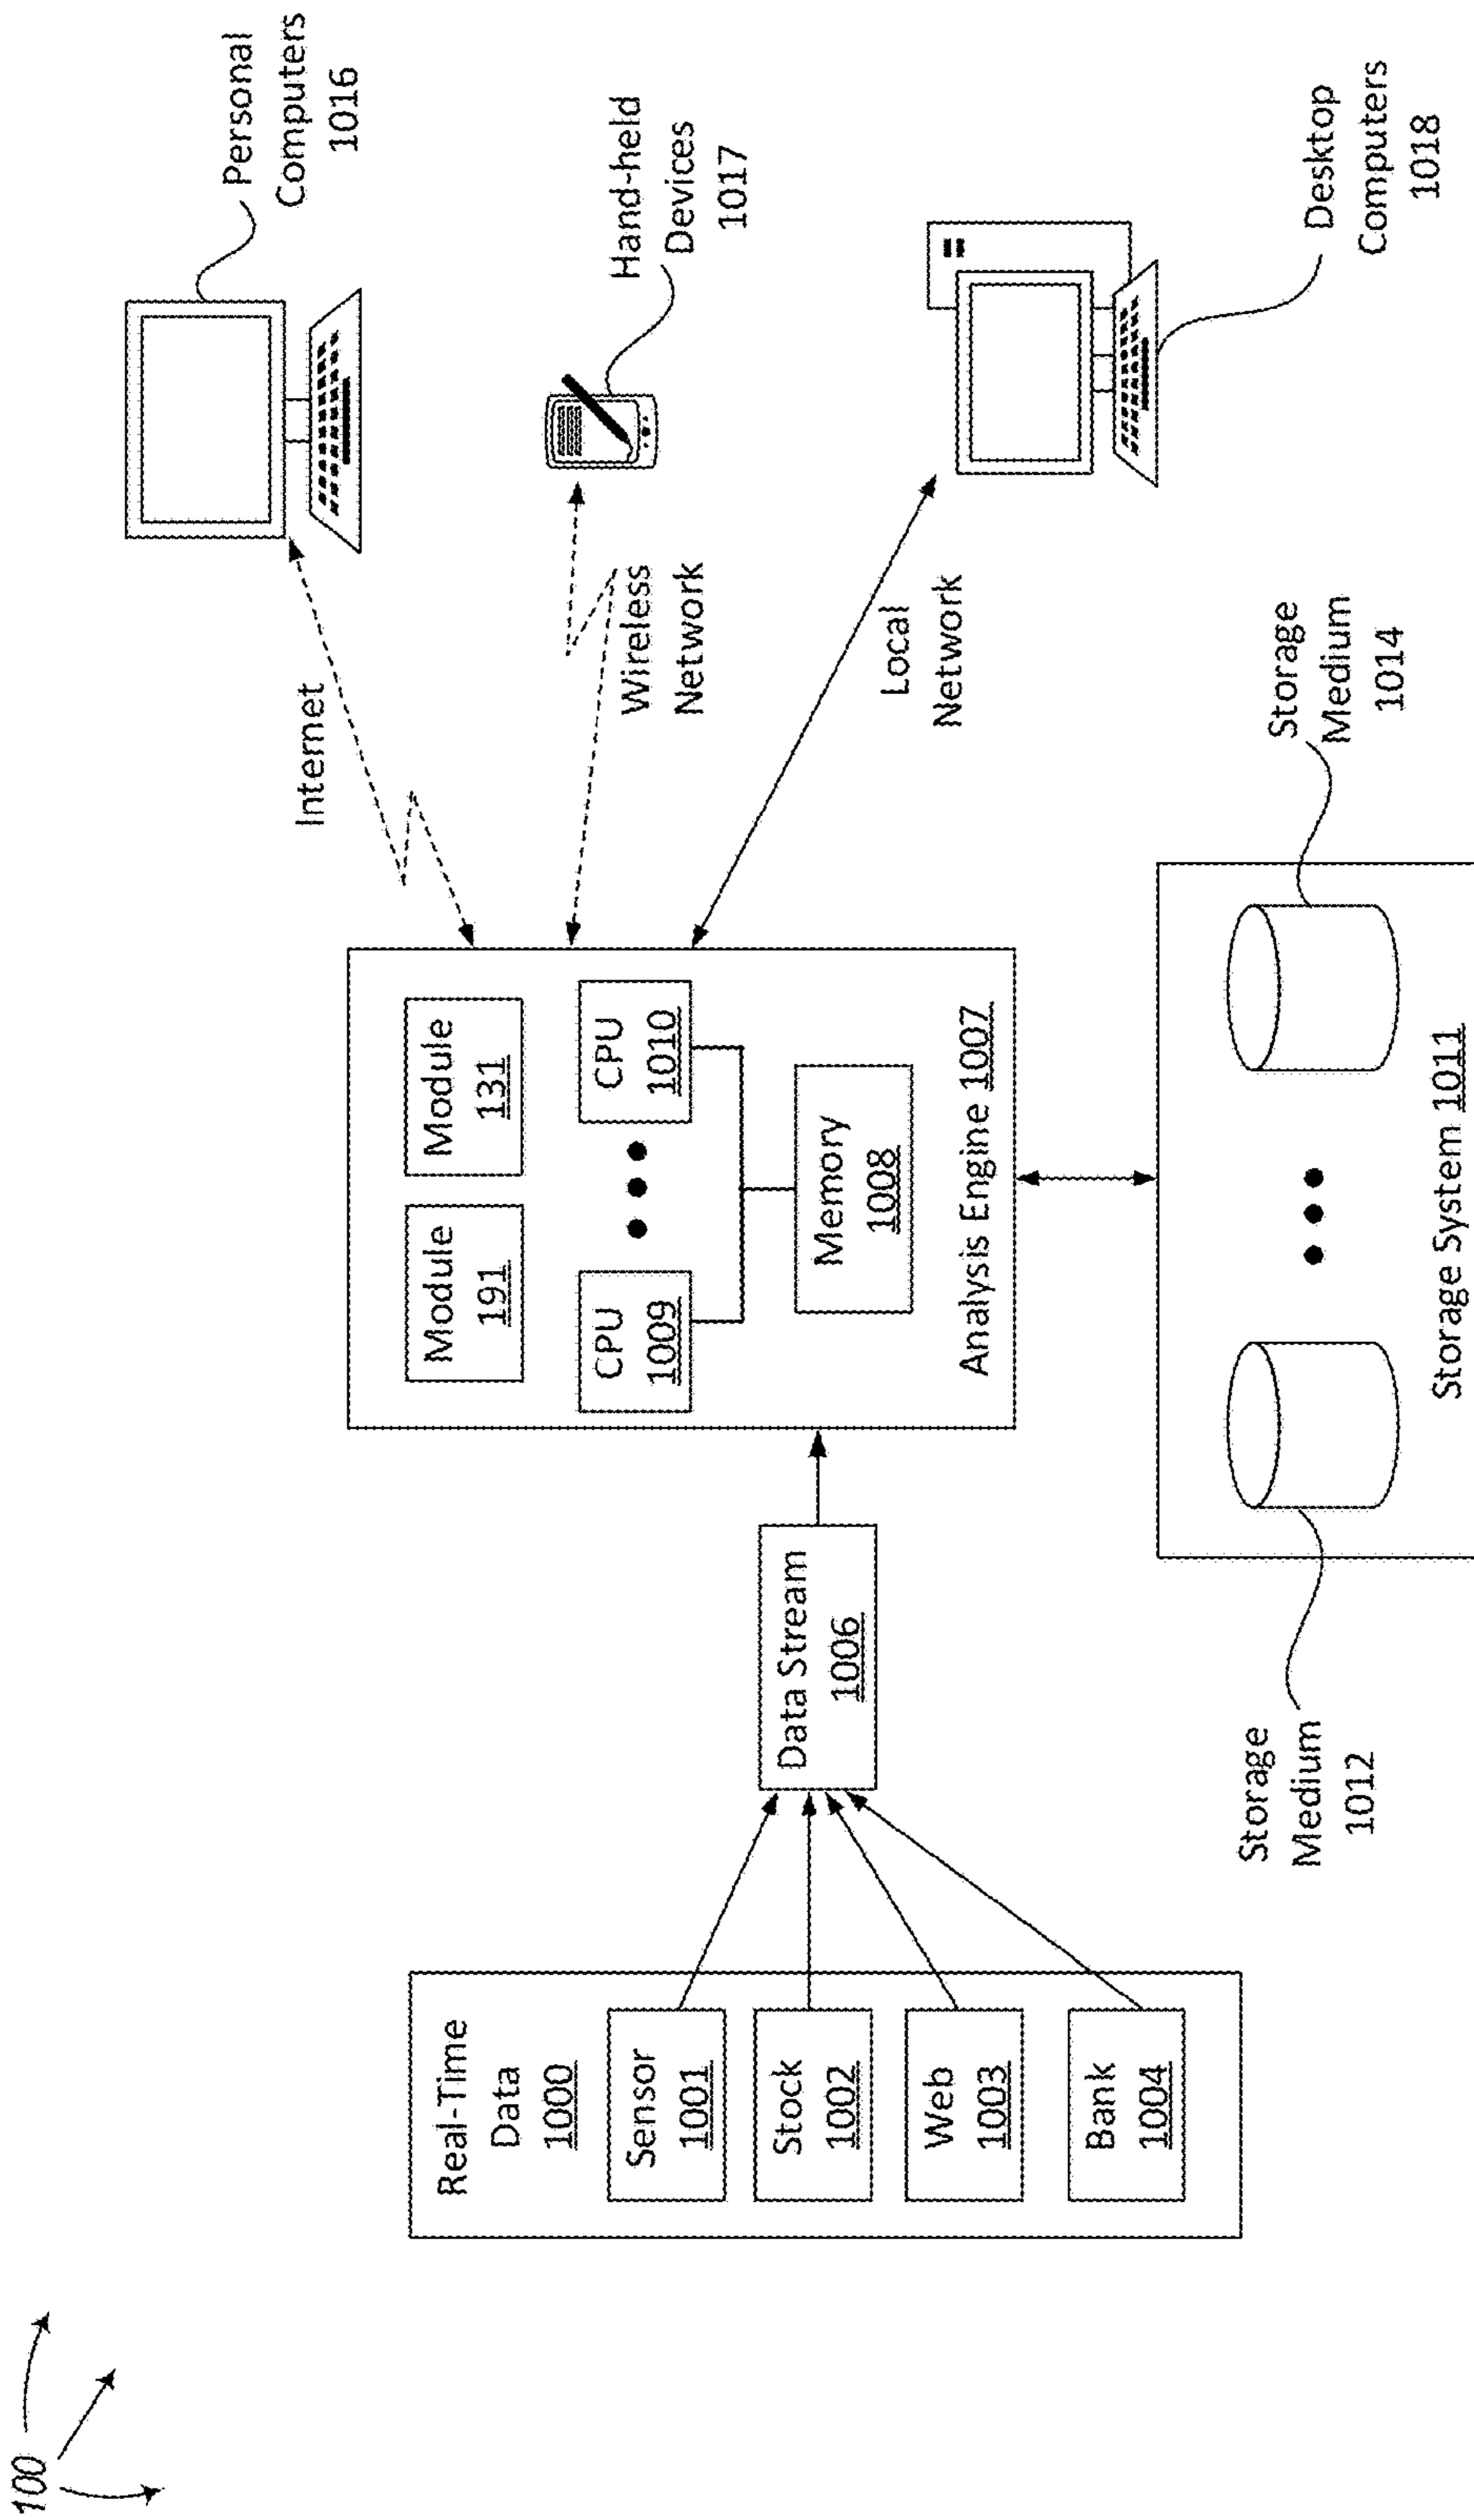 100
Real-Time
Data
1000
Sensor
1001
Stock
1002
Web
1003
Bank
1004
Data Stream
1006
Module
191
Module
131
CPU
1009
CPU
1010
Memory
1008
Analysis Engine 1007
Storage
Medium
1012
Storage System 1011
Storage
Medium
1014
Internet
Wireless
Network
Local
Network
Personal
Computers
1016
Hand-held
Devices
1017
Desktop
Computers
1018